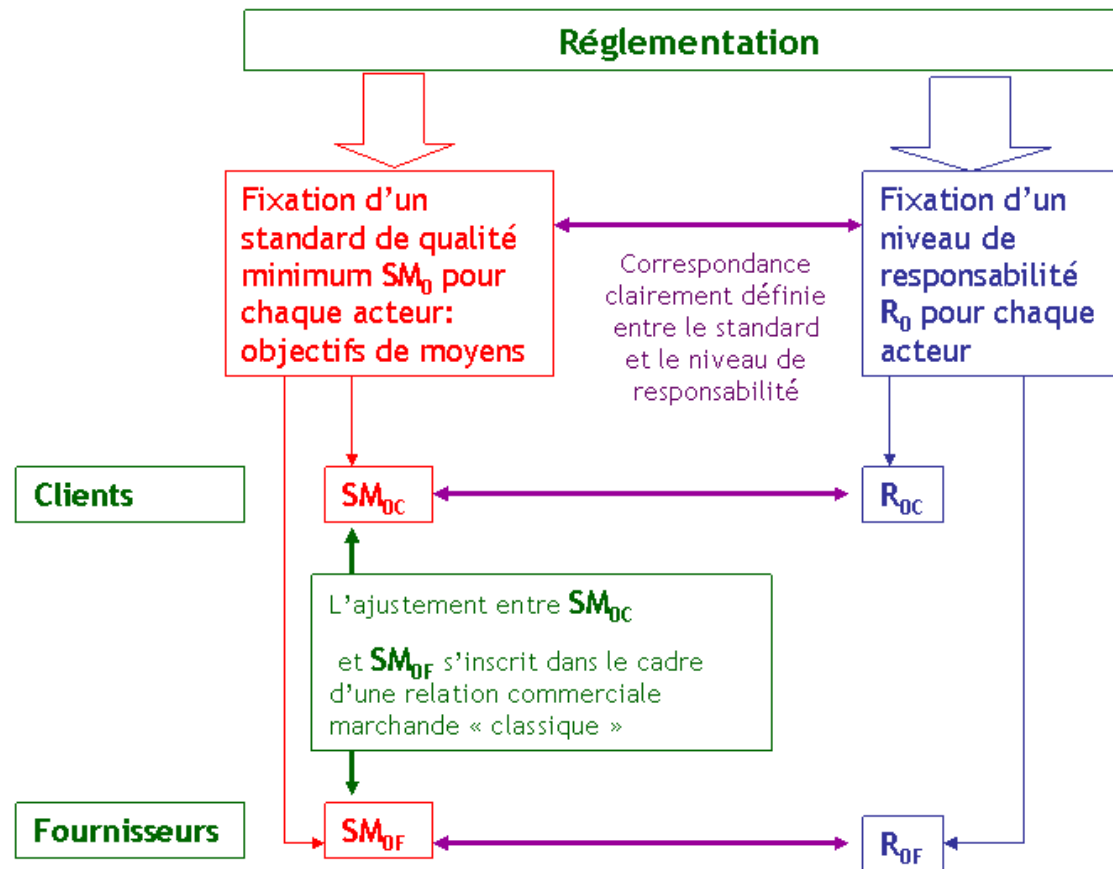 Réglementation
Fixation d'un
standard de qualité
minimum SM₀ pour
chaque acteur:
objectifs de moyens
Correspondance
clairement définie
entre le standard
et le niveau de
responsabilité
Fixation d'un
niveau de
responsabilité
R₀ pour chaque
acteur
Clients
SM₀C
R₀C
L'ajustement entre SM₀C
et SM₀F s'inscrit dans le cadre
d'une relation commerciale
marchande « classique »
Fournisseurs
SM₀F
R₀F